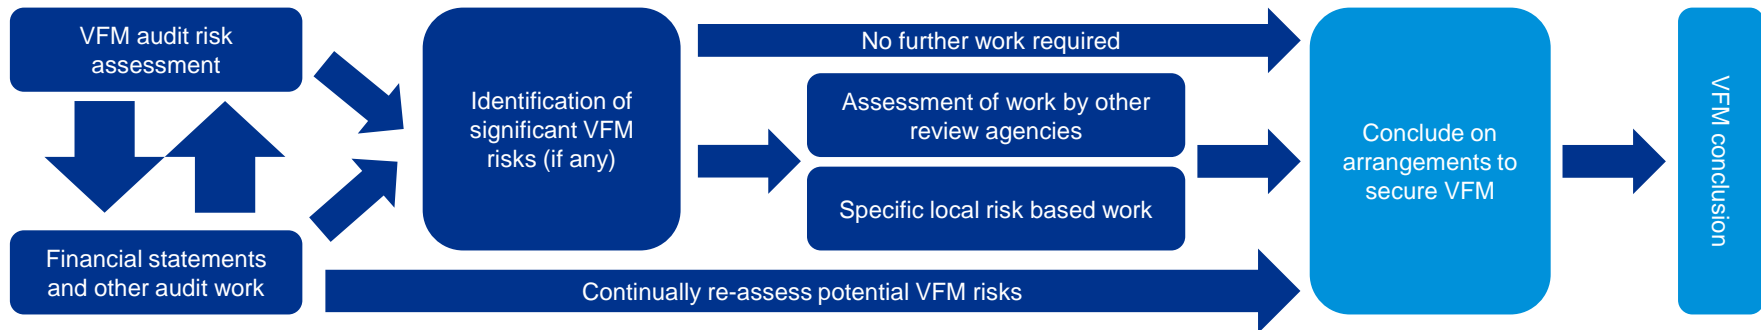 VFM audit risk
assessment
Financial statements
and other audit work
Identification of
significant VFM
risks (if any)
No further work required
Assessment of work by other
review agencies
Specific local risk based work
Continually re-assess potential VFM risks
Conclude on
arrangements to
secure VFM
VFM conclusion